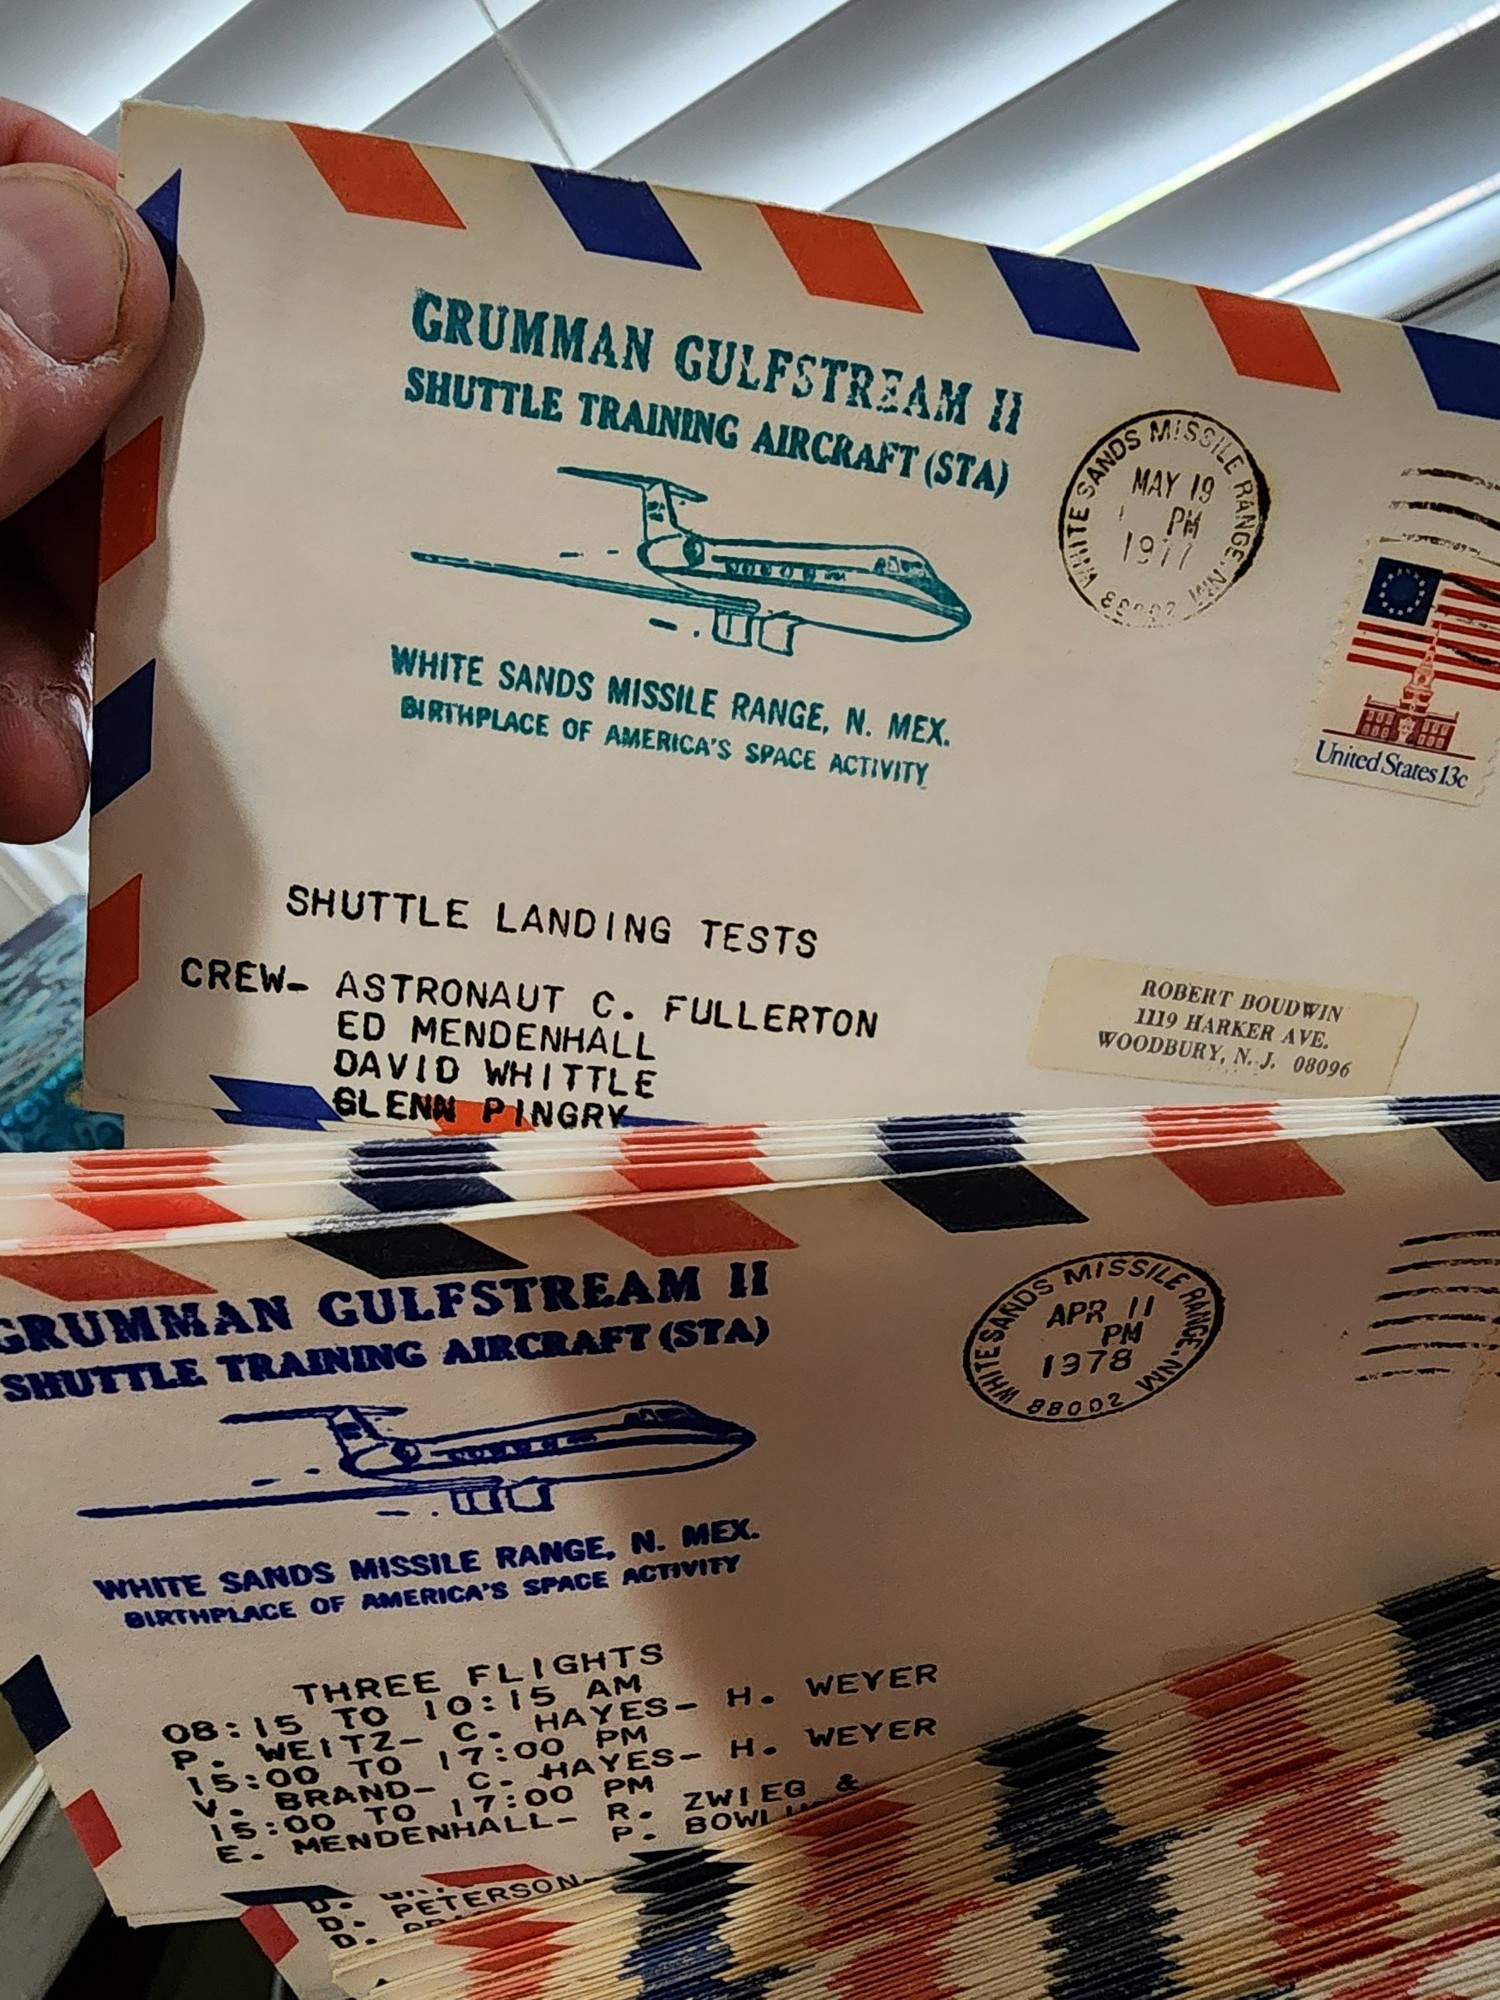 GRUMMAN GULFSTREAM II
SHUTTLE TRAINING AIRCRAFT (STA)
WHITE SANDS MISSILE RANGE, N. MEX.
BIRTHPLACE OF AMERICA'S SPACE ACTIVITY
WHITE SANDS MISSILE RANGE, NM
MAY 19
PM
1977
88002
United States 13c
SHUTTLE LANDING TESTS
CREW- ASTRONAUT C. FULLERTON
ED MENDENHALL
DAVID WHITTLE
GLENN PINGRY
ROBERT BOUDWIN
1119 HARKER AVE.
WOODBURY, N. J. 08096
GRUMMAN GULFSTREAM II
SHUTTLE TRAINING AIRCRAFT (STA)
WHITE SANDS MISSILE RANGE, N. MEX.
BIRTHPLACE OF AMERICA'S SPACE ACTIVITY
WHITE SANDS MISSILE RANGE, NM
APR 11
PM
1978
88002
THREE FLIGHTS
08:15 TO 10:15 AM
P. WEITZ- C. HAYES- H. WEYER
15:00 TO 17:00 PM
V. BRAND- C. HAYES- H. WEYER
15:00 TO 17:00 PM
E. MENDENHALL- R. ZWIEG &
P.
D.
D. PETERSON-
D.